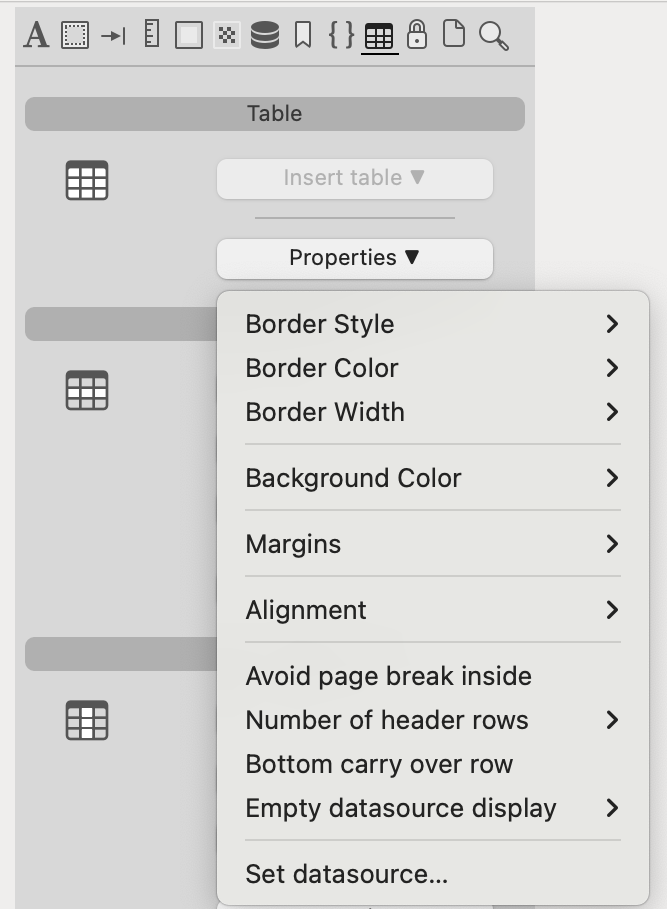 A { }
Table
Insert table ▼
Properties ▼
Border Style
Border Color
Border Width
Background Color
Margins
Alignment
Avoid page break inside
Number of header rows
Bottom carry over row
Empty datasource display
Set datasource...